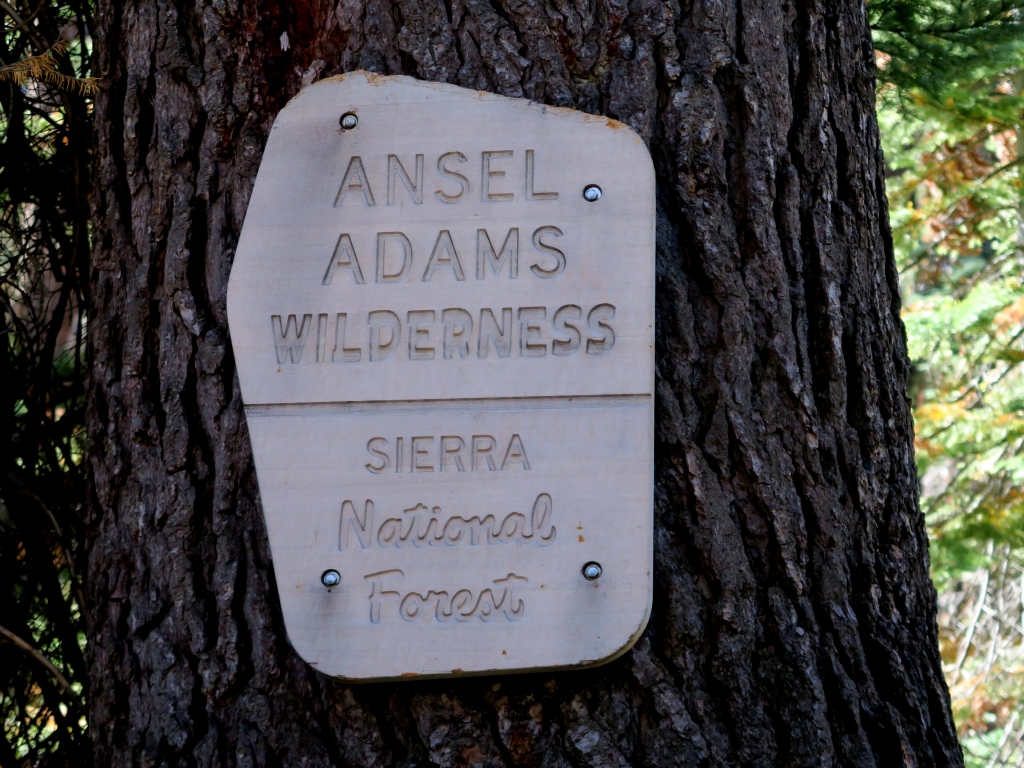 ANSEL
ADAMS
WILDERNESS
SIERRA
National
Forest